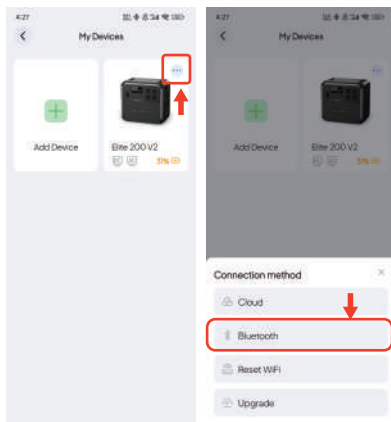 4:27
My Devices
Add Device
Elite 200 V2
31%
4:27
My Devices
Add Device
Elite 200 V2
31%
Connection method
Cloud
Bluetooth
Reset WiFi
Upgrade